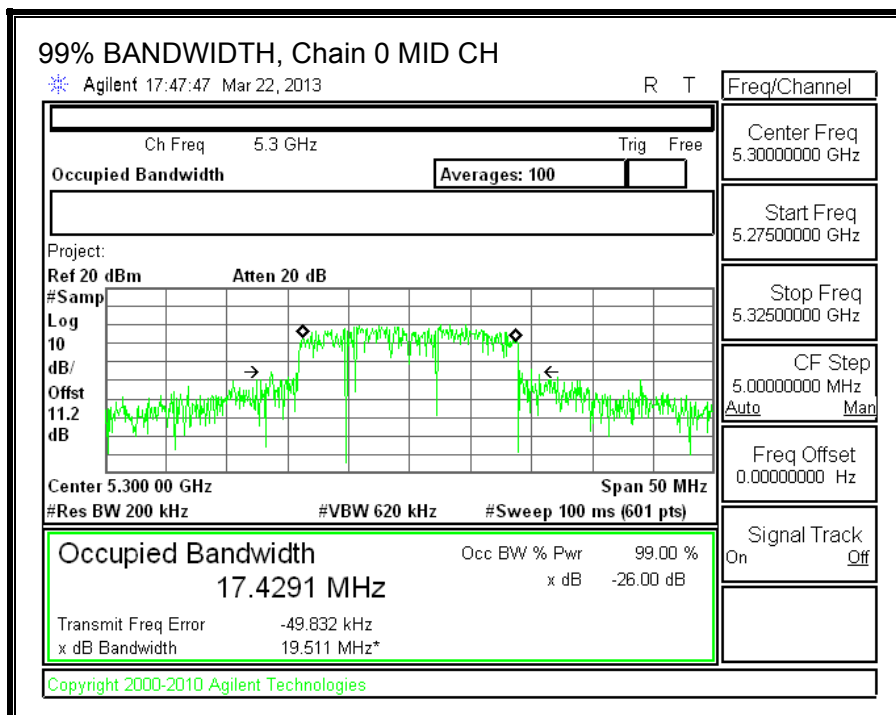 99% BANDWIDTH, Chain 0 MID CH
Agilent 17:47:47 Mar 22, 2013 R T
Ch Freq 5.3 GHz Trig Free
Occupied Bandwidth Averages: 100
Project:
Ref 20 dBm Atten 20 dB
#Samp
Log
10
dB/
Offst
11.2
dB
Center 5.300 00 GHz Span 50 MHz
#Res BW 200 kHz #VBW 620 kHz #Sweep 100 ms (601 pts)
Occupied Bandwidth Occ BW % Pwr 99.00 %
17.4291 MHz x dB -26.00 dB
Transmit Freq Error -49.832 kHz
x dB Bandwidth 19.511 MHz*
Copyright 2000-2010 Agilent Technologies
Freq/Channel
Center Freq
5.30000000 GHz
Start Freq
5.27500000 GHz
Stop Freq
5.32500000 GHz
CF Step
5.00000000 MHz
Auto Man
Freq Offset
0.00000000 Hz
Signal Track
On Off